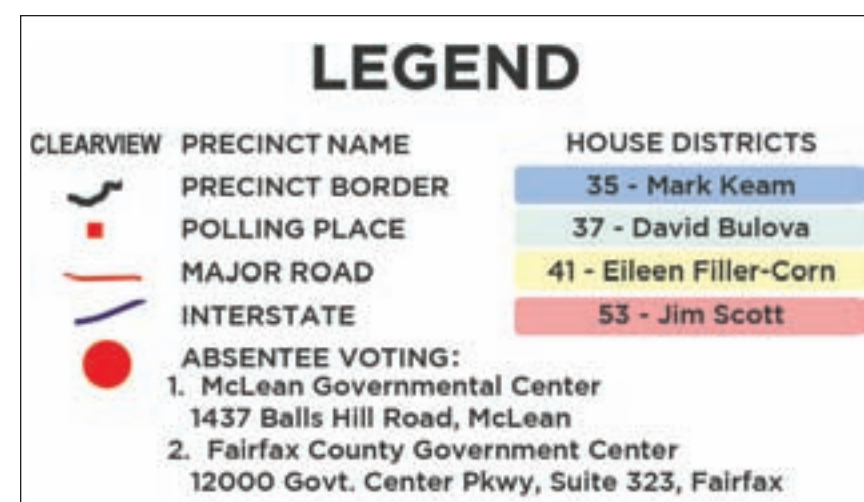 LEGEND
CLEARVIEW PRECINCT NAME
PRECINCT BORDER
POLLING PLACE
MAJOR ROAD
INTERSTATE
ABSENTEE VOTING:
1. McLean Governmental Center
1437 Balls Hill Road, McLean
2. Fairfax County Government Center
12000 Govt. Center Pkwy, Suite 323, Fairfax
HOUSE DISTRICTS
35 - Mark Keam
37 - David Bulova
41 - Eileen Filler-Corn
53 - Jim Scott